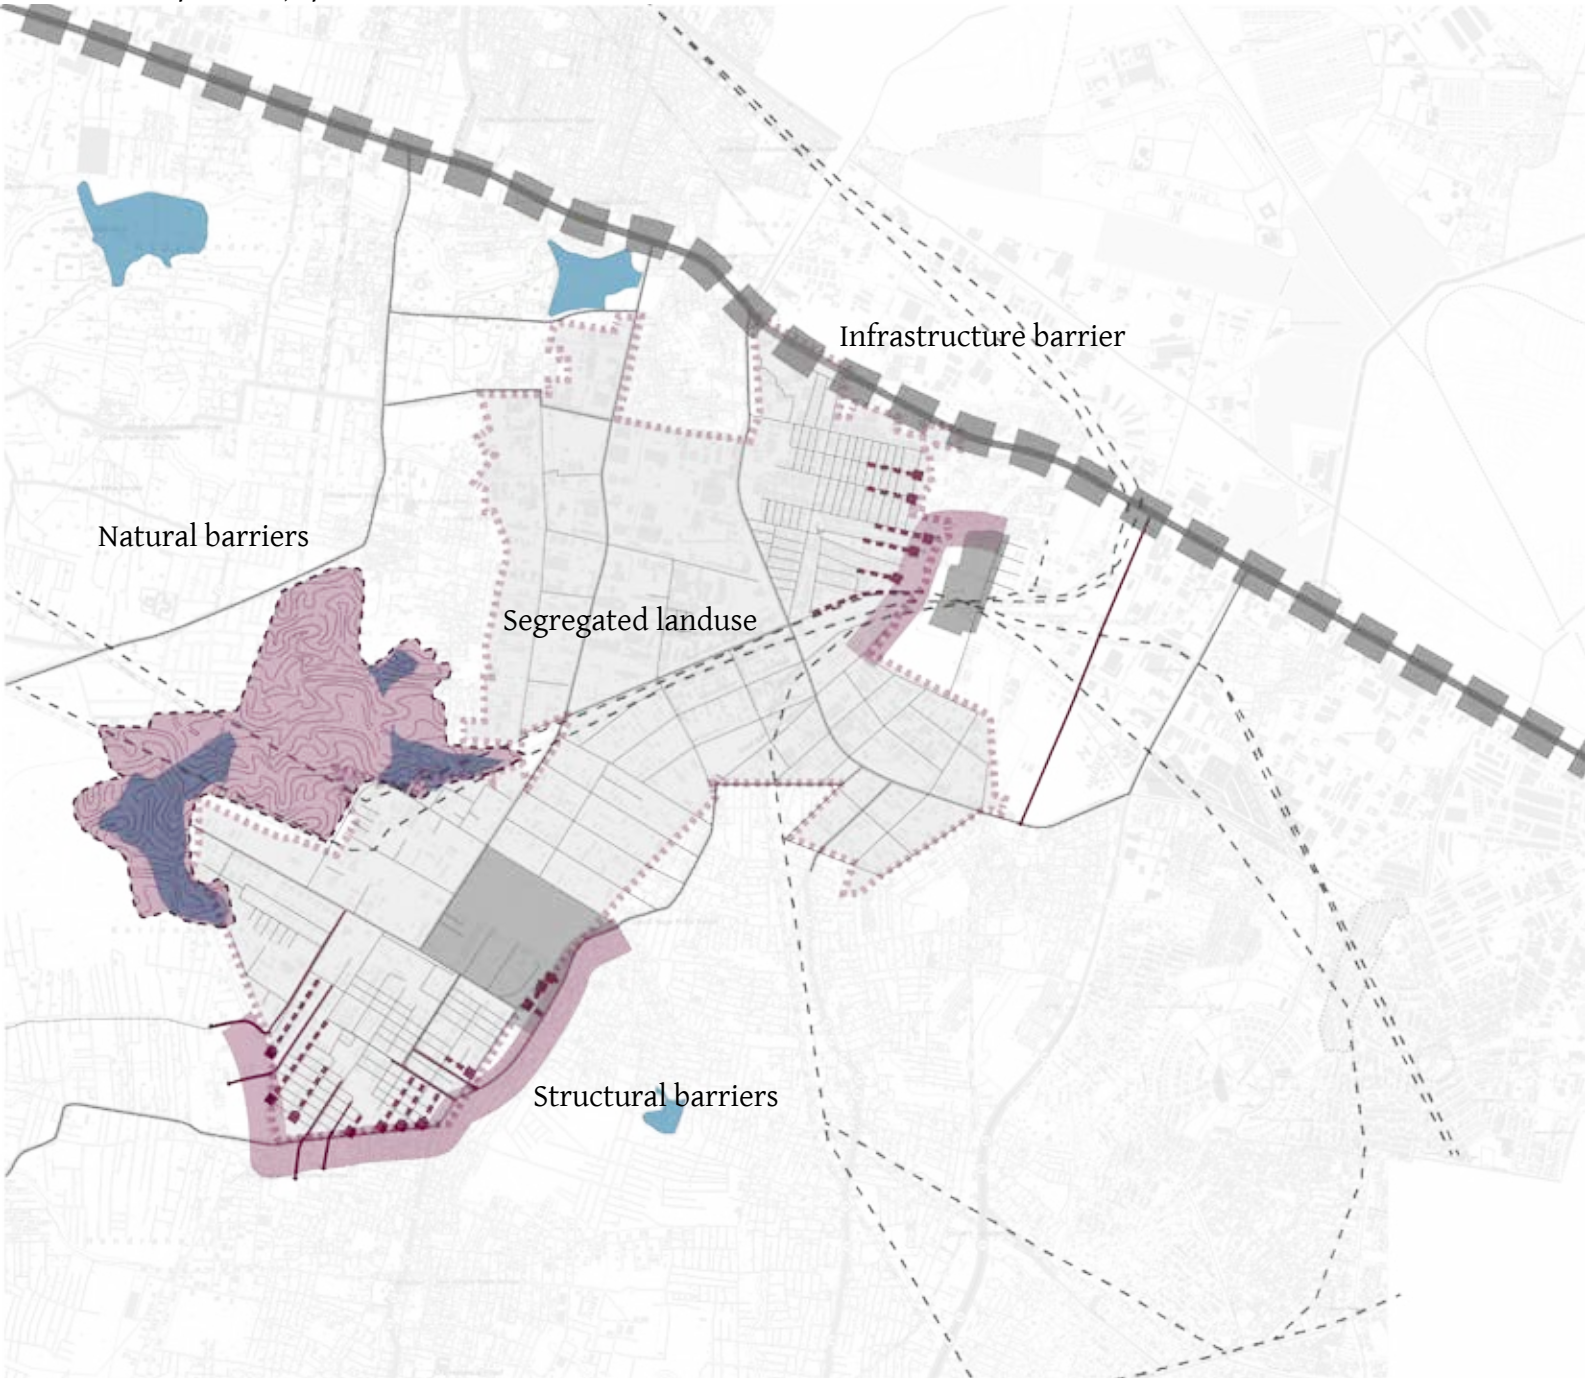 Infrastructure barrier
Natural barriers
Segregated landuse
Structural barriers